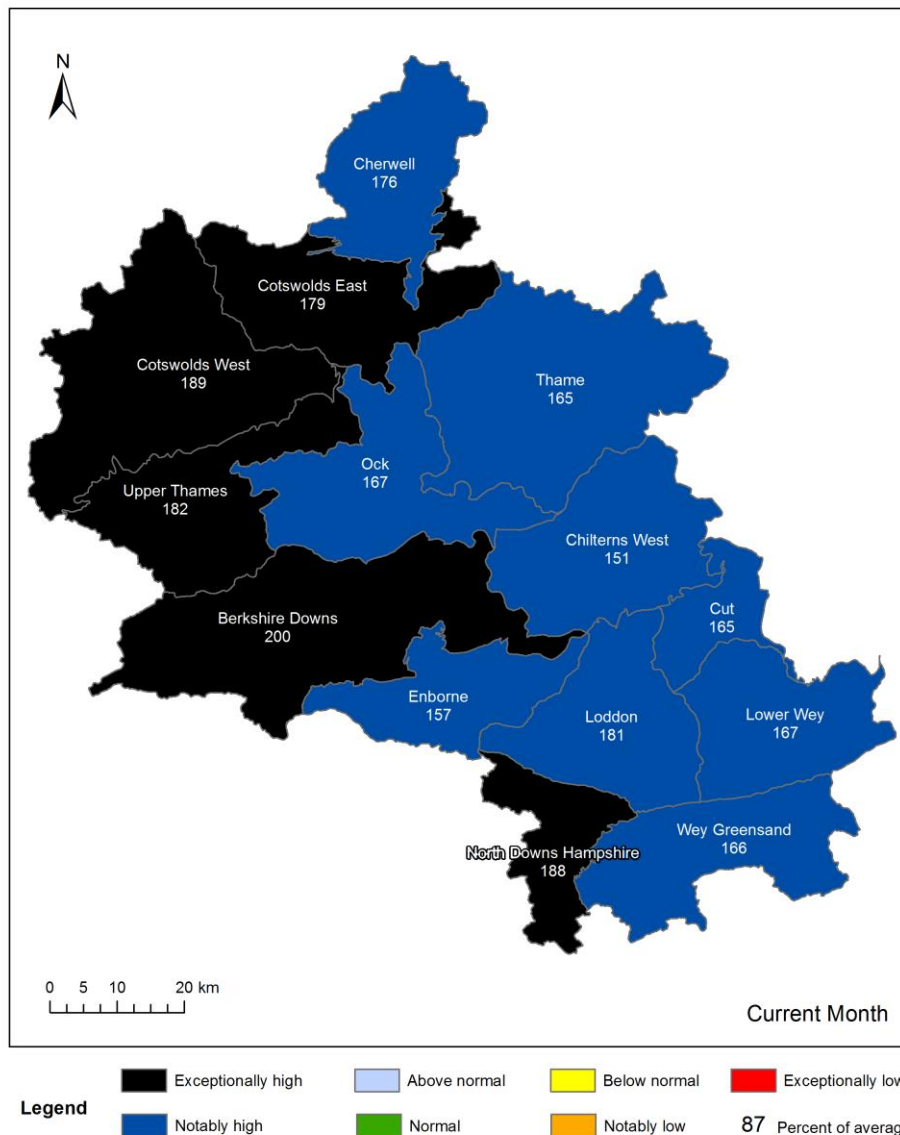 N
Cherwell
176
Cotswolds East
179
Cotswolds West
189
Thame
165
Ock
167
Upper Thames
182
Chilterns West
151
Cut
165
Berkshire Downs
200
Enborne
157
Loddon
181
Lower Wey
167
Wey Greensand
166
North Downs Hampshire
188
0 5 10 20 km
Current Month
Legend
Exceptionally high
Above normal
Below normal
Exceptionally low
Notably high
Normal
Notably low
87 Percent of averag